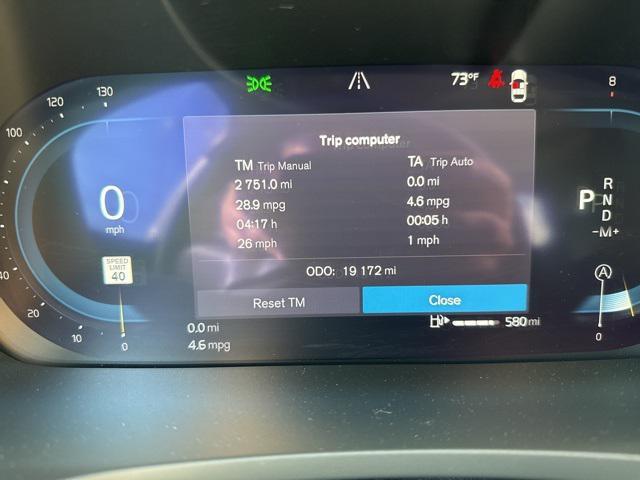 73°F
8
130
120
100
Trip computer
TM Trip Manual
TA Trip Auto
2 751.0 mi
0.0 mi
28.9 mpg
4.6 mpg
04:17 h
00:05 h
26 mph
1 mph
ODO: 19 172 mi
Reset TM
Close
0
mph
SPEED
LIMIT
40
P
R
N
D
-M+
A
40
20
10
0
0
0.0 mi
4.6 mpg
580 mi